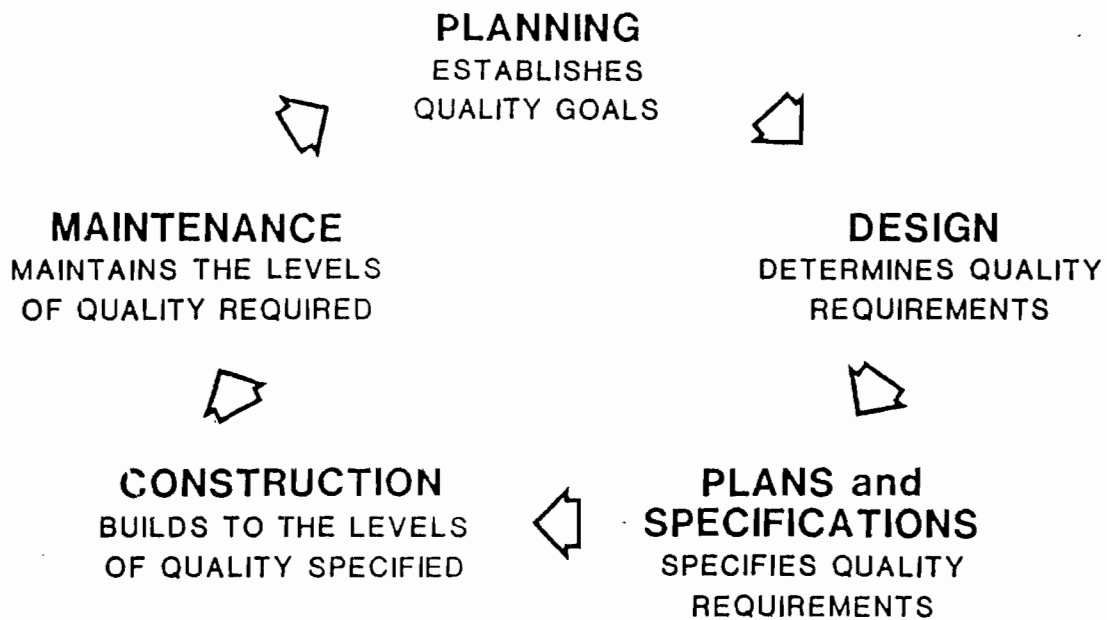 PLANNING
ESTABLISHES
QUALITY GOALS
DESIGN
DETERMINES QUALITY
REQUIREMENTS
PLANS and
SPECIFICATIONS
SPECIFIES QUALITY
REQUIREMENTS
CONSTRUCTION
BUILDS TO THE LEVELS
OF QUALITY SPECIFIED
MAINTENANCE
MAINTAINS THE LEVELS
OF QUALITY REQUIRED